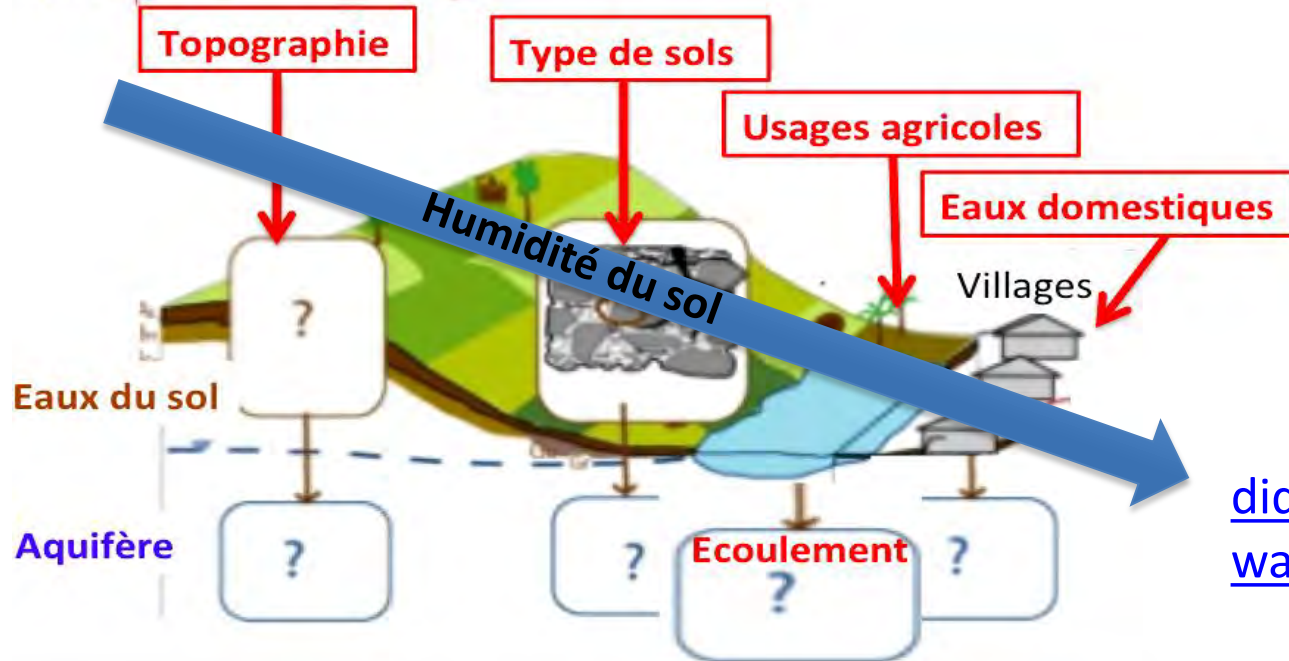 Topographie
Type de sols
Usages agricoles
Eaux domestiques
Humidité du sol
Villages
?
Eaux du sol
Aquifère
?
?
Ecoulement
?
?